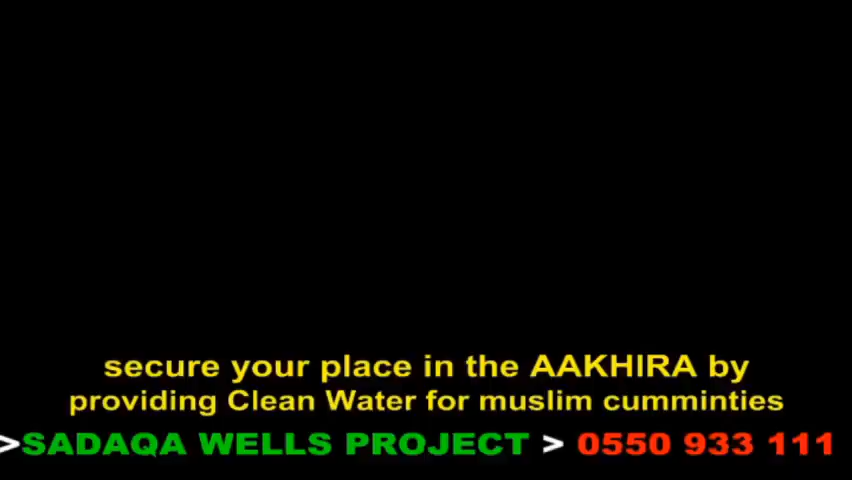 secure your place in the AAKHIRA by
providing Clean Water for muslim cumminties
>SADAQA WELLS PROJECT > 0550 933 111